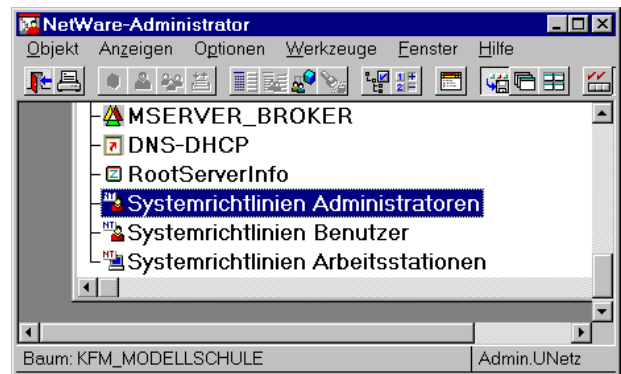 NetWare-Administrator
Objekt Anzeigen Optionen Werkzeuge Fenster Hilfe
MSERVER_BROKER
DNS-DHCP
RootServerInfo
Systemrichtlinien Administratoren
Systemrichtlinien Benutzer
Systemrichtlinien Arbeitsstationen
Baum: KFM_MODELLSCHULE Admin.UNetz